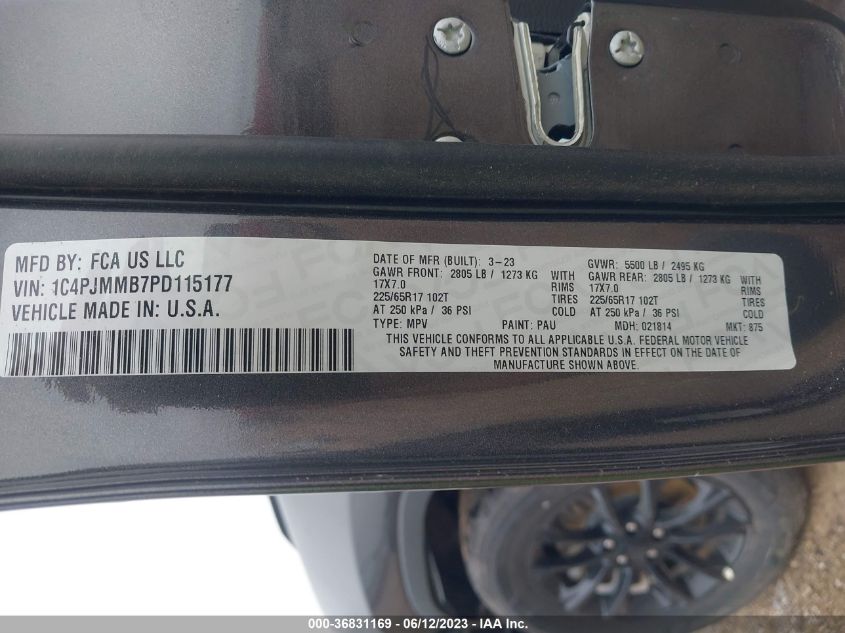 MFD BY: FCA US LLC
VIN: 1C4PJMMB7PD115177
VEHICLE MADE IN: U.S.A.
DATE OF MFR (BUILT): 3-23 GVWR: 5500 LB / 2495 KG
GAWR FRONT: 2805 LB / 1273 KG WITH GAWR REAR: 2805 LB / 1273 KG WITH
17X7.0 RIMS 17X7.0 RIMS
225/65R17 102T TIRES 225/65R17 102T TIRES
AT 250 kPa / 36 PSI COLD AT 250 kPa / 36 PSI COLD
TYPE: MPV PAINT: PAU MDH: 021814 MKT: 875
THIS VEHICLE CONFORMS TO ALL APPLICABLE U.S.A. FEDERAL MOTOR VEHICLE
SAFETY AND THEFT PREVENTION STANDARDS IN EFFECT ON THE DATE OF
MANUFACTURE SHOWN ABOVE.
000-36831169 - 06/12/2023 - IAA Inc.